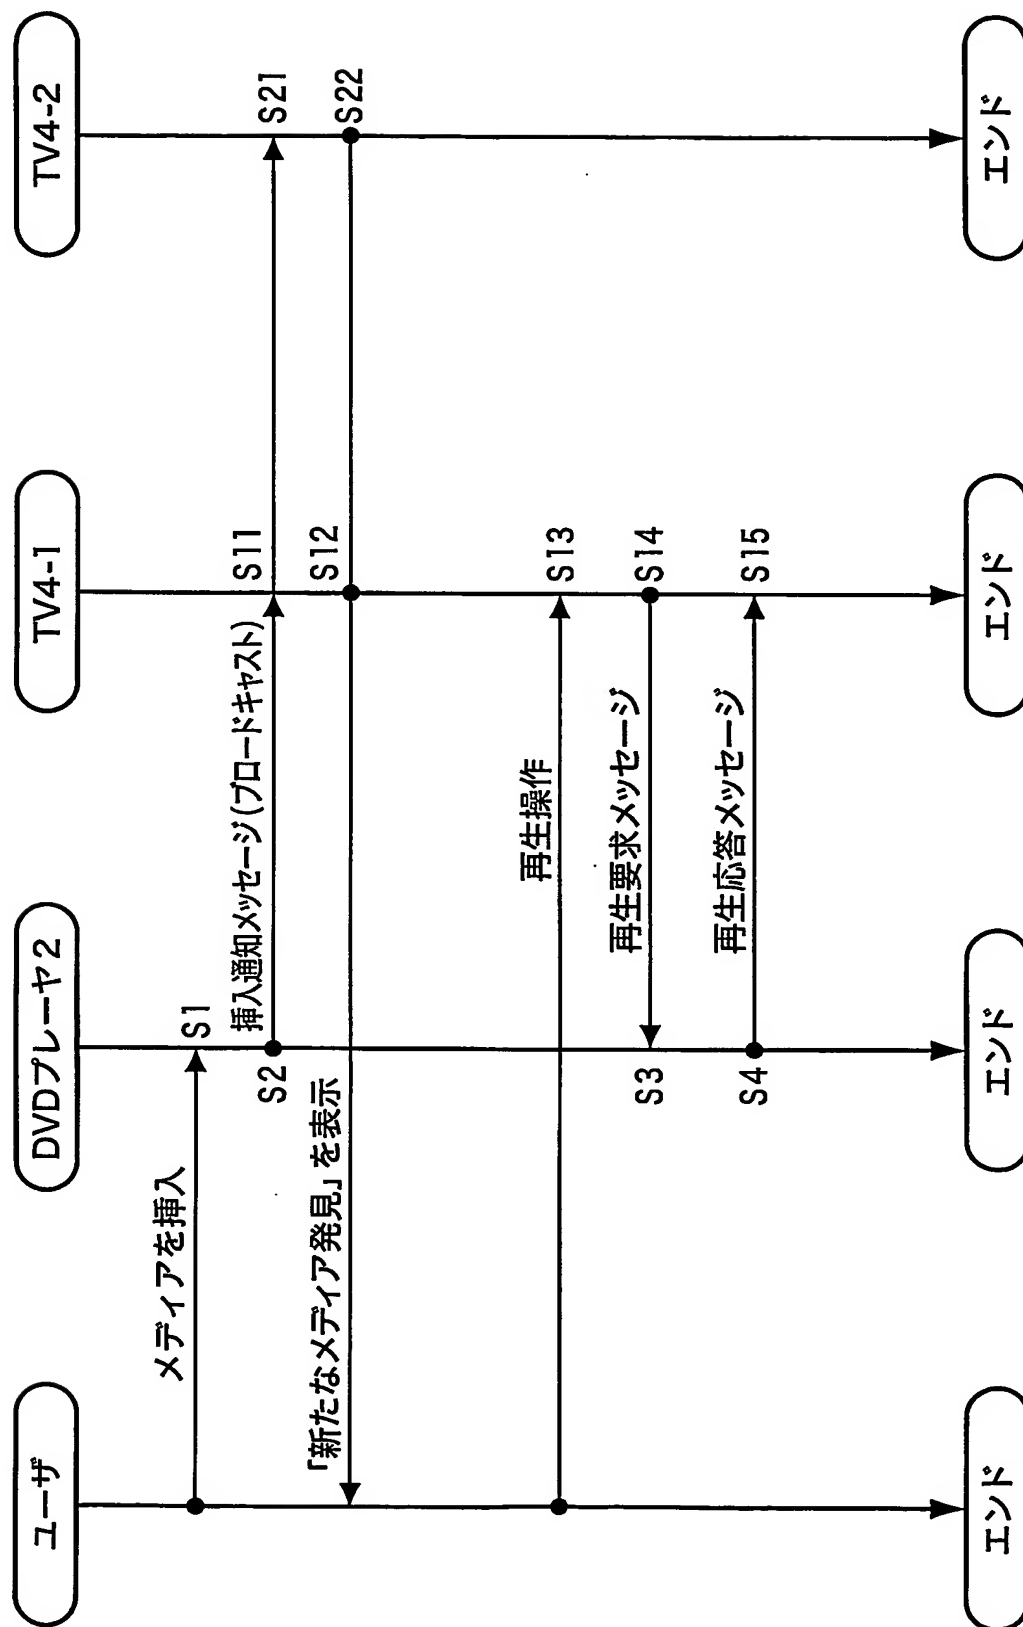 ユーザ
DVDプレーヤ2
TV4-1
TV4-2
メディアを挿入
S1
S2
挿入通知メッセージ(ブロードキャスト)
S11
S21
「新たなメディア発見」を表示
S12
S22
再生操作
S13
S3
再生要求メッセージ
S14
S4
再生応答メッセージ
S15
エンド
エンド
エンド
エンド